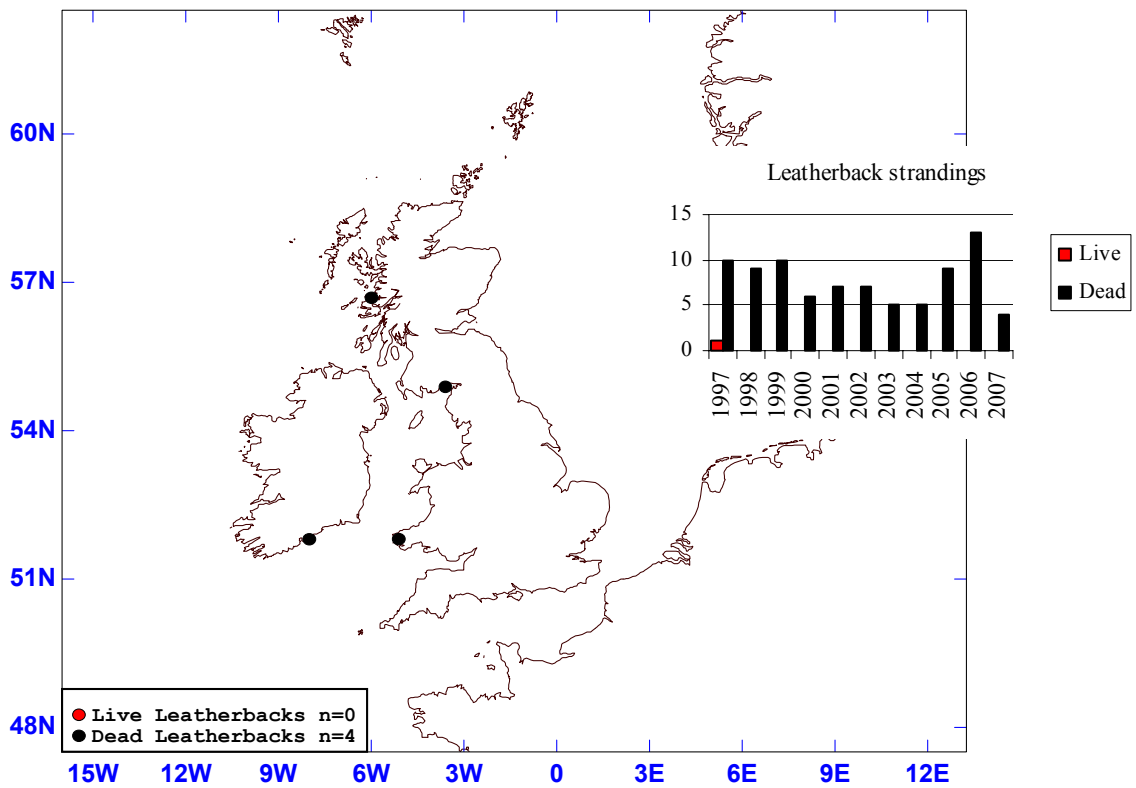 60N
57N
54N
51N
48N
15W 12W 9W 6W 3W 0 3E 6E 9E 12E
Live Leatherbacks n=0
Dead Leatherbacks n=4
Leatherback strandings
15
10
5
0
1997 1998 1999 2000 2001 2002 2003 2004 2005 2006 2007
Live
Dead